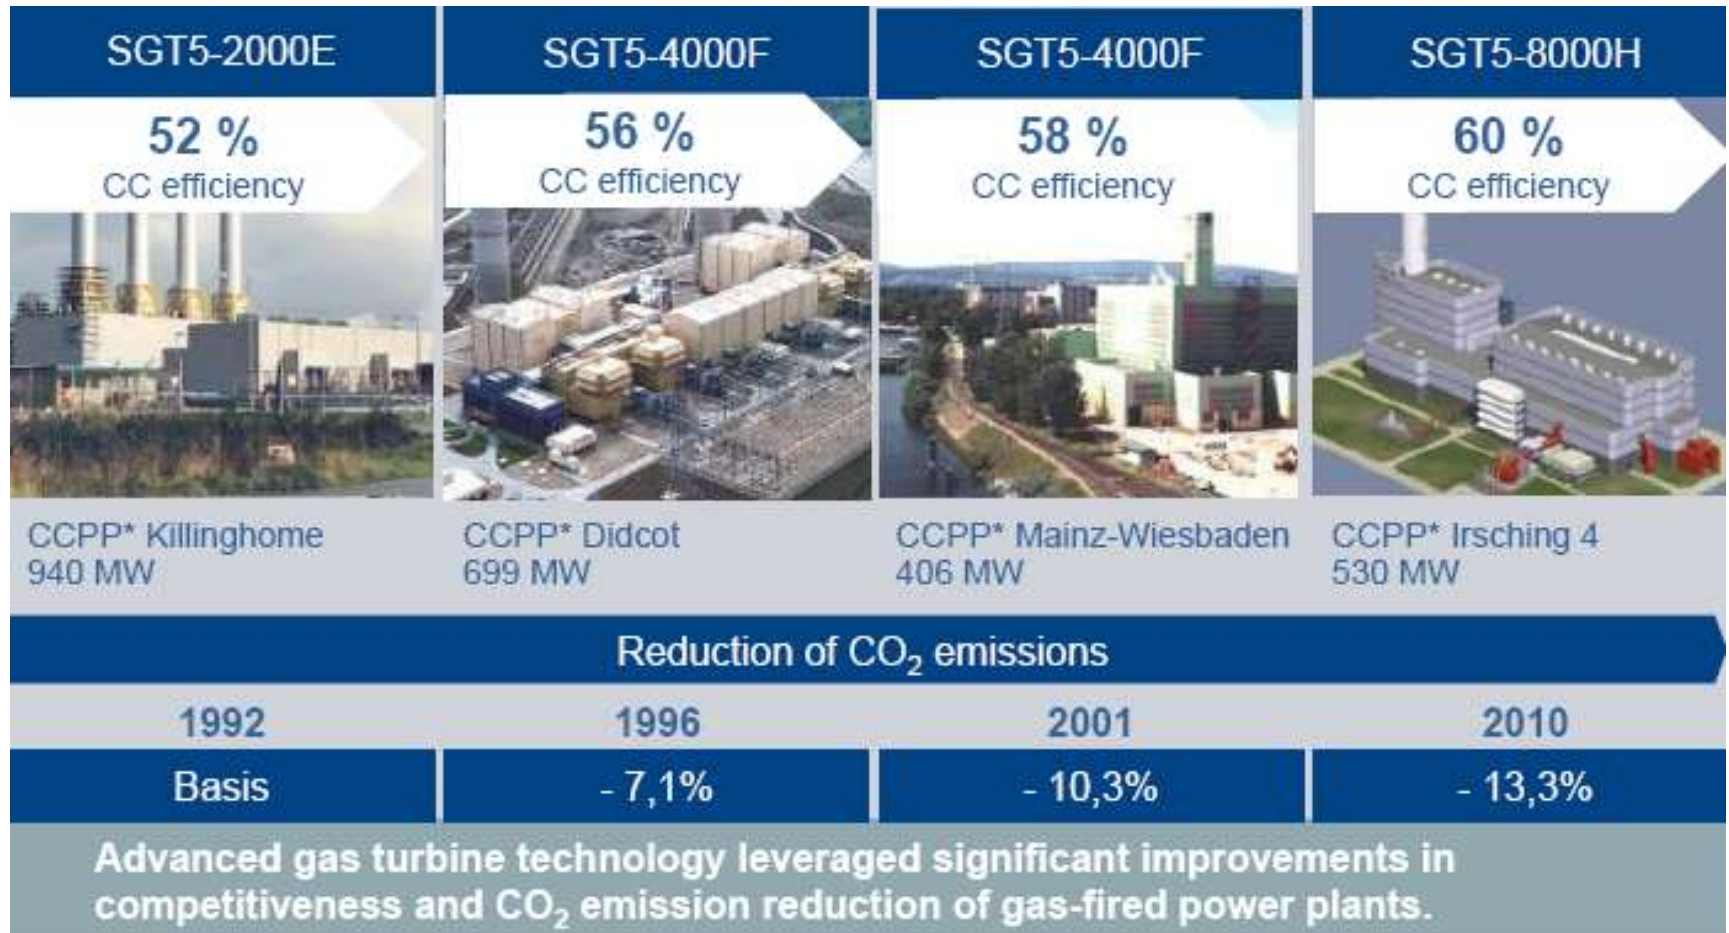 SGT5-2000E
SGT5-4000F
SGT5-4000F
SGT5-8000H
52 %
CC efficiency
56 %
CC efficiency
58 %
CC efficiency
60 %
CC efficiency
CCPP* Killinghome
940 MW
CCPP* Didcot
699 MW
CCPP* Mainz-Wiesbaden
406 MW
CCPP* Irsching 4
530 MW
Reduction of CO₂ emissions
1992
1996
2001
2010
Basis
- 7,1%
- 10,3%
- 13,3%
Advanced gas turbine technology leveraged significant improvements in
competitiveness and CO₂ emission reduction of gas-fired power plants.